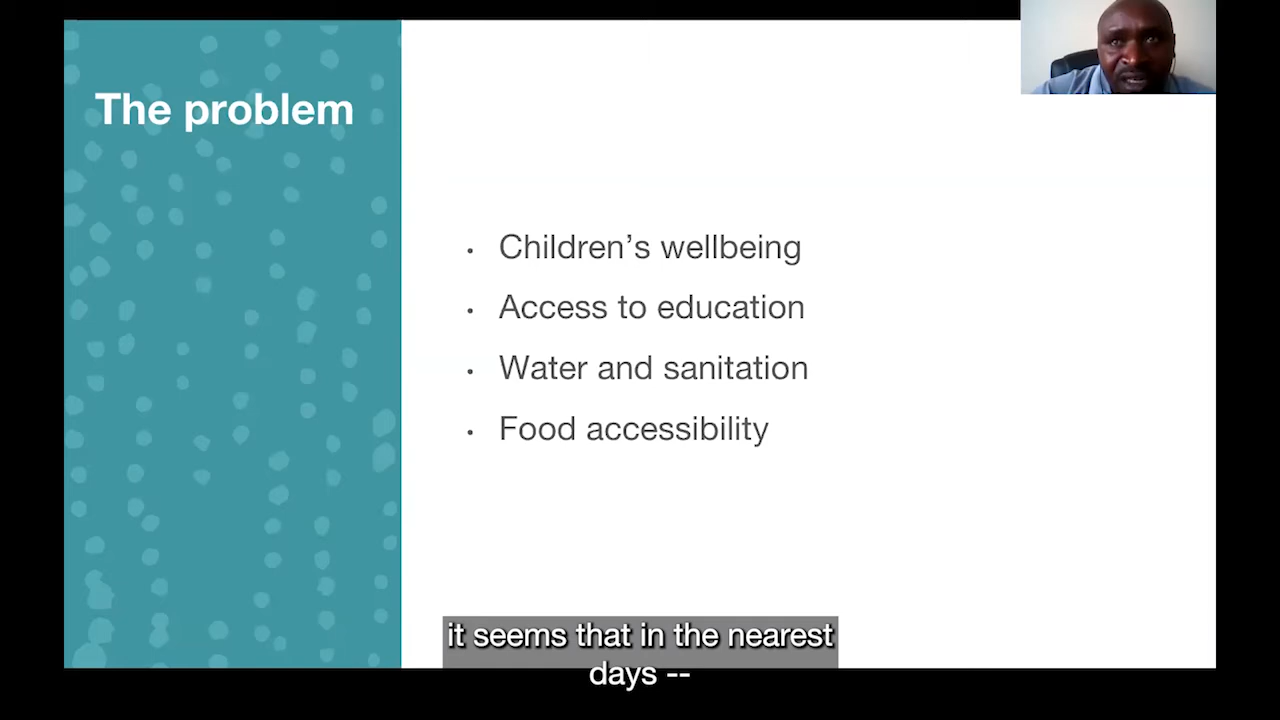 The problem
• Children’s wellbeing
• Access to education
• Water and sanitation
• Food accessibility
it seems that in the nearest
days --